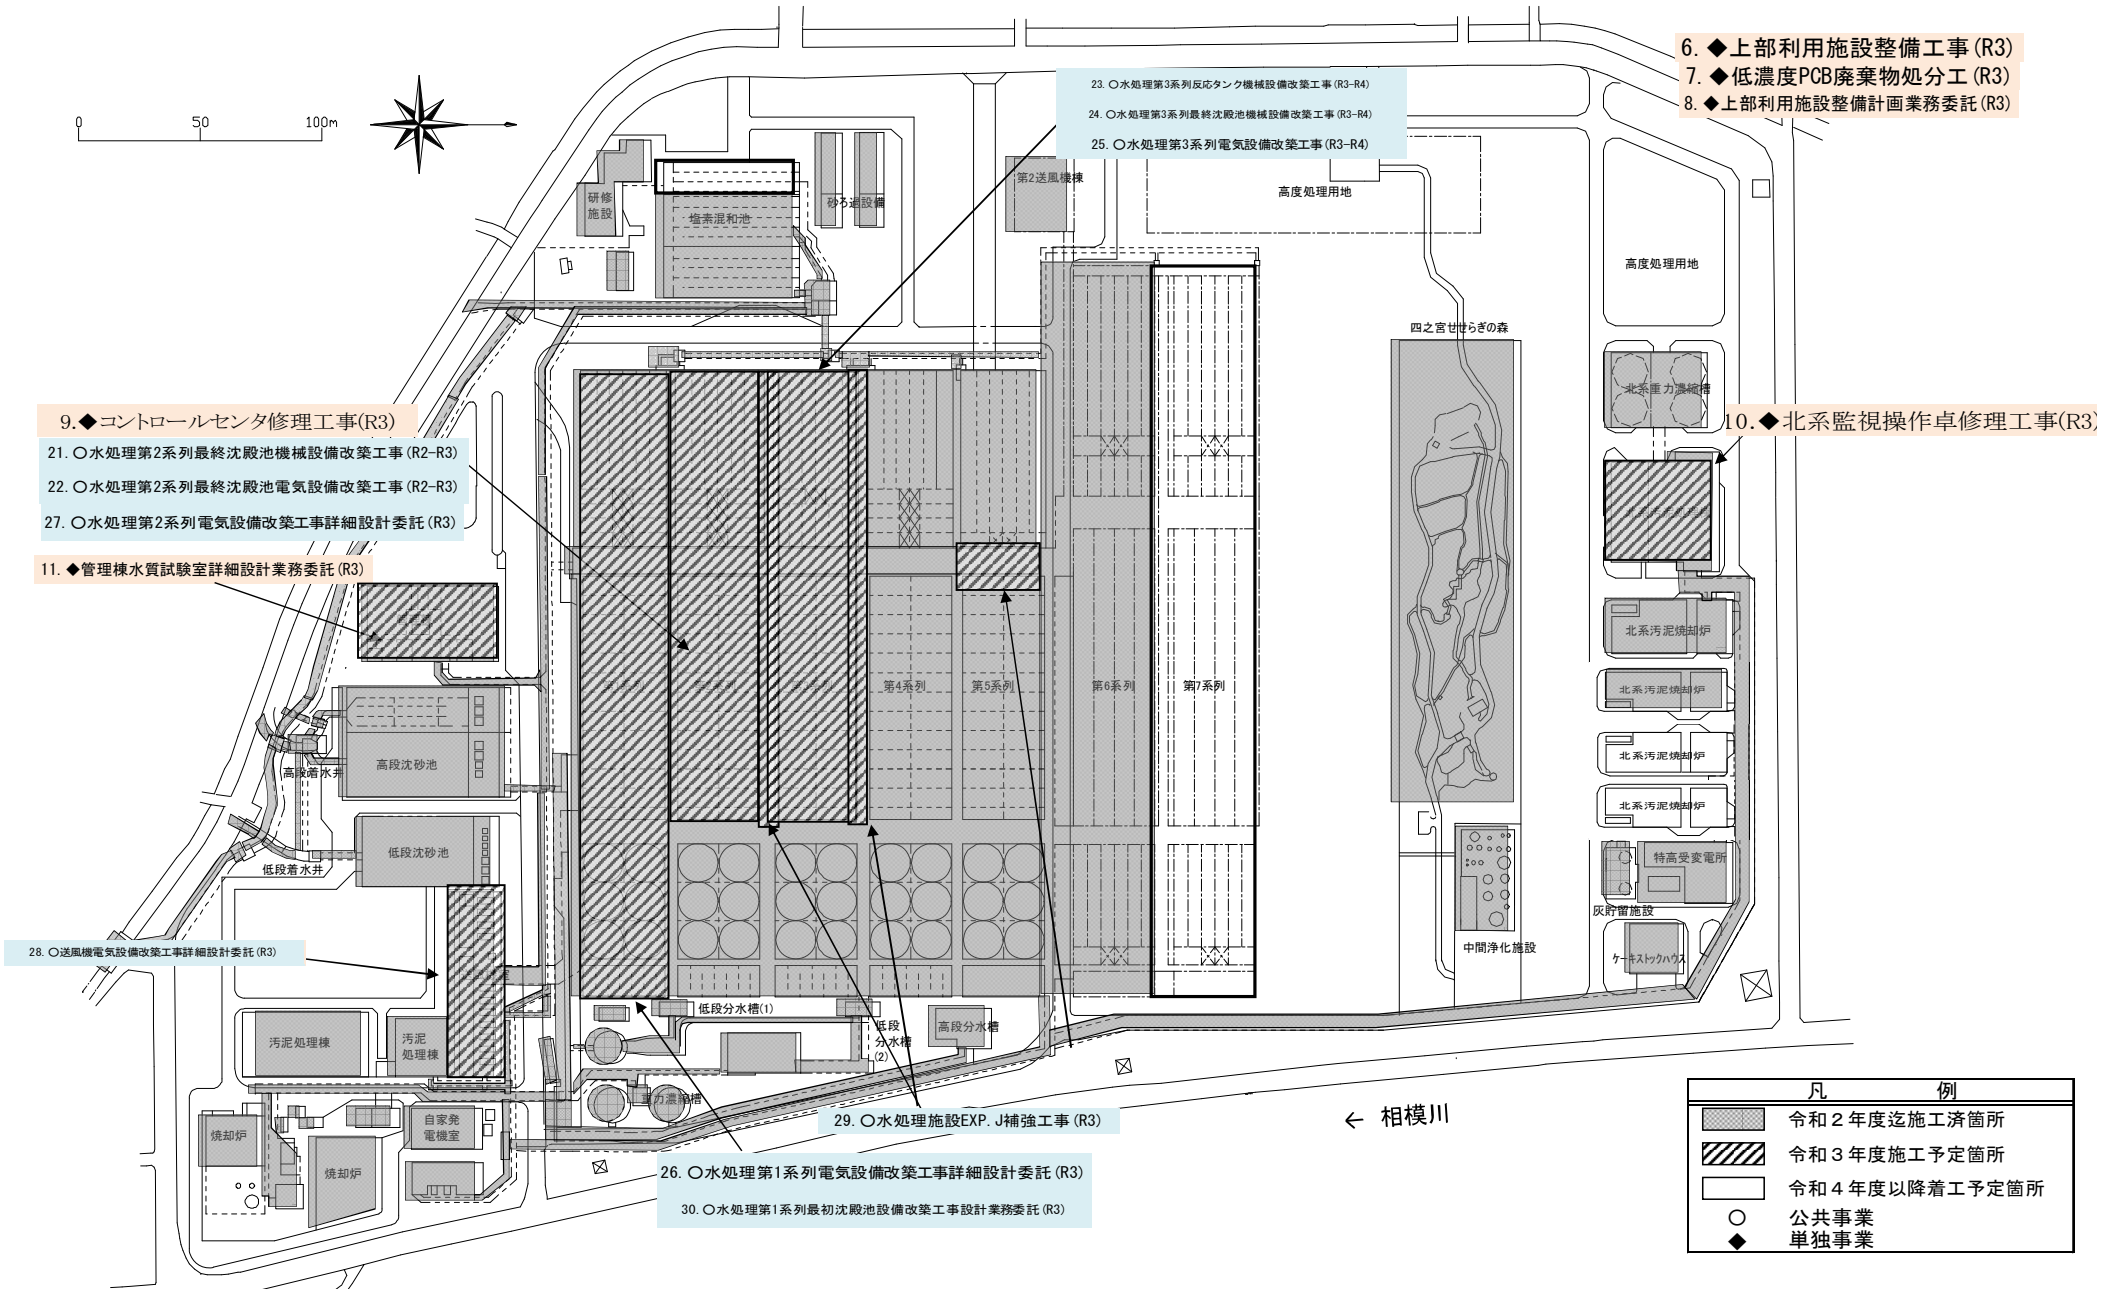 6. ◆上部利用施設整備工事(R3)
7. ◆低濃度PCB廃棄物処分工(R3)
8. ◆上部利用施設整備計画業務委託(R3)
0 50 100m
23. ○水処理第3系列反応タンク機械設備改築工事(R3-R4)
24. ○水処理第3系列最終沈殿池機械設備改築工事(R3-R4)
25. ○水処理第3系列電気設備改築工事(R3-R4)
第2送風機棟
高度処理用地
研修
施設
塩素混和池
砂ろ過設備
高度処理用地
四之宮せせらぎの森
北系重力濃縮槽
9.◆コントロールセンタ修理工事(R3)
10.◆北系監視操作卓修理工事(R3)
21. ○水処理第2系列最終沈殿池機械設備改築工事(R2-R3)
22. ○水処理第2系列最終沈殿池電気設備改築工事(R2-R3)
27. ○水処理第2系列電気設備改築工事詳細設計委託(R3)
11. ◆管理棟水質試験室詳細設計業務委託(R3)
北系汚泥焼却炉
第4系列
第5系列
第6系列
第7系列
北系汚泥焼却炉
北系汚泥焼却炉
北系汚泥焼却炉
高段着水井
高段沈砂池
低段沈砂池
低段着水井
特高受変電所
灰貯留施設
中間浄化施設
ケーキストックハウス
28. ○送風機電気設備改築工事詳細設計委託(R3)
室
低段分水槽(1)
低段
分水槽
(2)
高段分水槽
汚泥処理棟
汚泥
処理棟
重力濃縮槽
29. ○水処理施設EXP.J補強工事(R3)
← 相模川
自家発
電機室
焼却炉
焼却炉
26. ○水処理第1系列電気設備改築工事詳細設計委託(R3)
30. ○水処理第1系列最初沈殿池設備改築工事設計業務委託(R3)
凡 例
令和２年度迄施工済箇所
令和３年度施工予定箇所
令和４年度以降着工予定箇所
○ 公共事業
◆ 単独事業